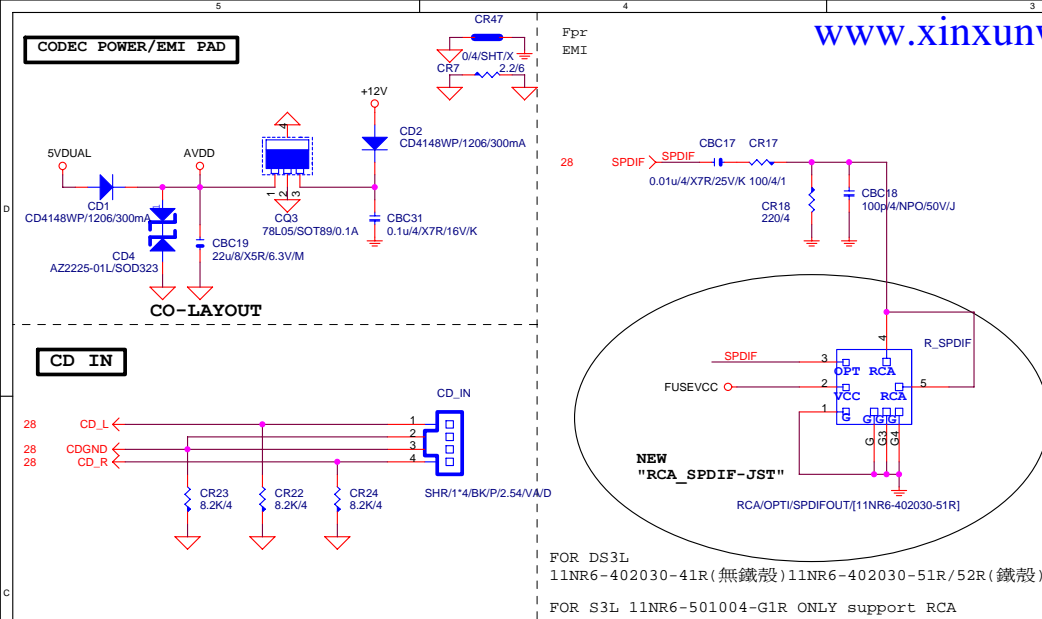 5
4
3
CODEC POWER/EMI PAD
CR47
0/4/SHT/X
CR7
2.2/6
+12V
4
CD2
CD4148WP/1206/300mA
5VDUAL
AVDD
1
2
3
CD1
CD4148WP/1206/300mA
CQ3
78L05/SOT89/0.1A
CBC31
0.1u/4/X7R/16V/K
CBC19
22u/8/X5R/6.3V/M
CD4
AZ2225-01L/SOD323
CO-LAYOUT
D
CD IN
CD_IN
28 CD_L
28 CDGND
28 CD_R
1
2
3
4
CR23
8.2K/4
CR22
8.2K/4
CR24
8.2K/4
SHR/1*4/BK/P/2.54/VA/D
C
Fpr
EMI
28 SPDIF
SPDIF
CBC17
CR17
0.01u/4/X7R/25V/K
100/4/1
CR18
220/4
CBC18
100p/4/NPO/50V/J
4
R_SPDIF
SPDIF
3
OPT RCA
FUSEVCC
2
VCC RCA
5
1
G
G G G
G G3 G4
NEW
"RCA_SPDIF-JST"
RCA/OPTI/SPDIFOUT/[11NR6-402030-51R]
FOR DS3L
11NR6-402030-41R(無鐵殼)11NR6-402030-51R/52R(鐵殼)
FOR S3L 11NR6-501004-G1R ONLY support RCA